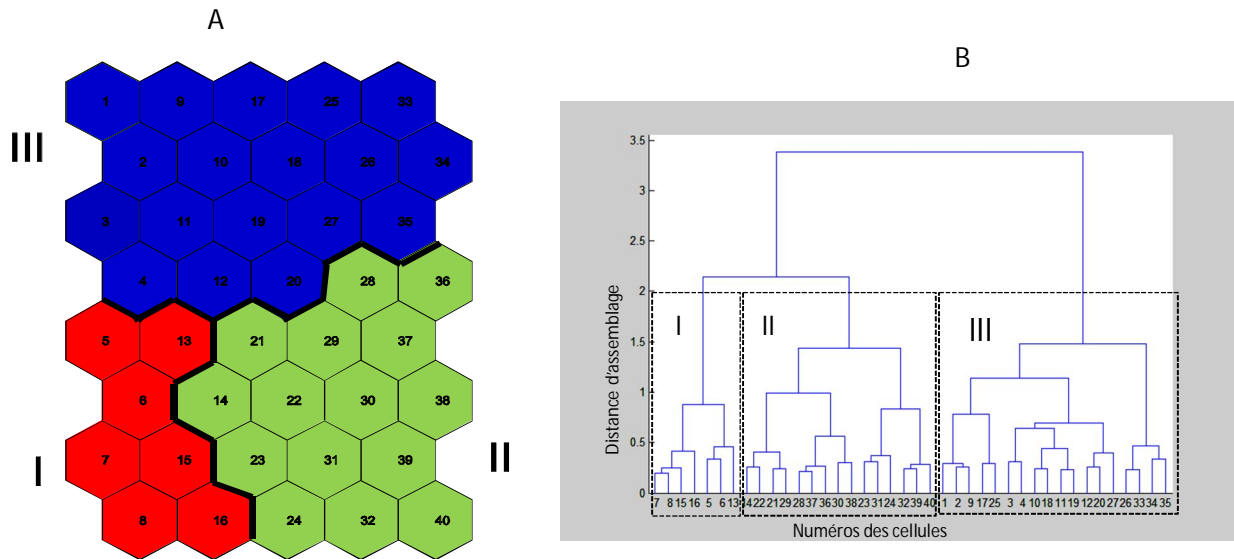 A
1 9 17 25 33
III
2 10 18 26 34
3 11 19 27 35
4 12 20 28 36
5 13 21 29 37
6 14 22 30 38
7 15 23 31 39
I
II
8 16 24 32 40
B
3.5
3
2.5
2
1.5
1
0.5
0
Distance d'assemblage
I
II
III
7 8 15 16 5 6 13 14 22 21 29 28 37 36 30 38 23 31 24 32 39 40 1 2 9 17 25 3 4 10 18 11 19 12 20 27 26 33 34 35
Numéros des cellules